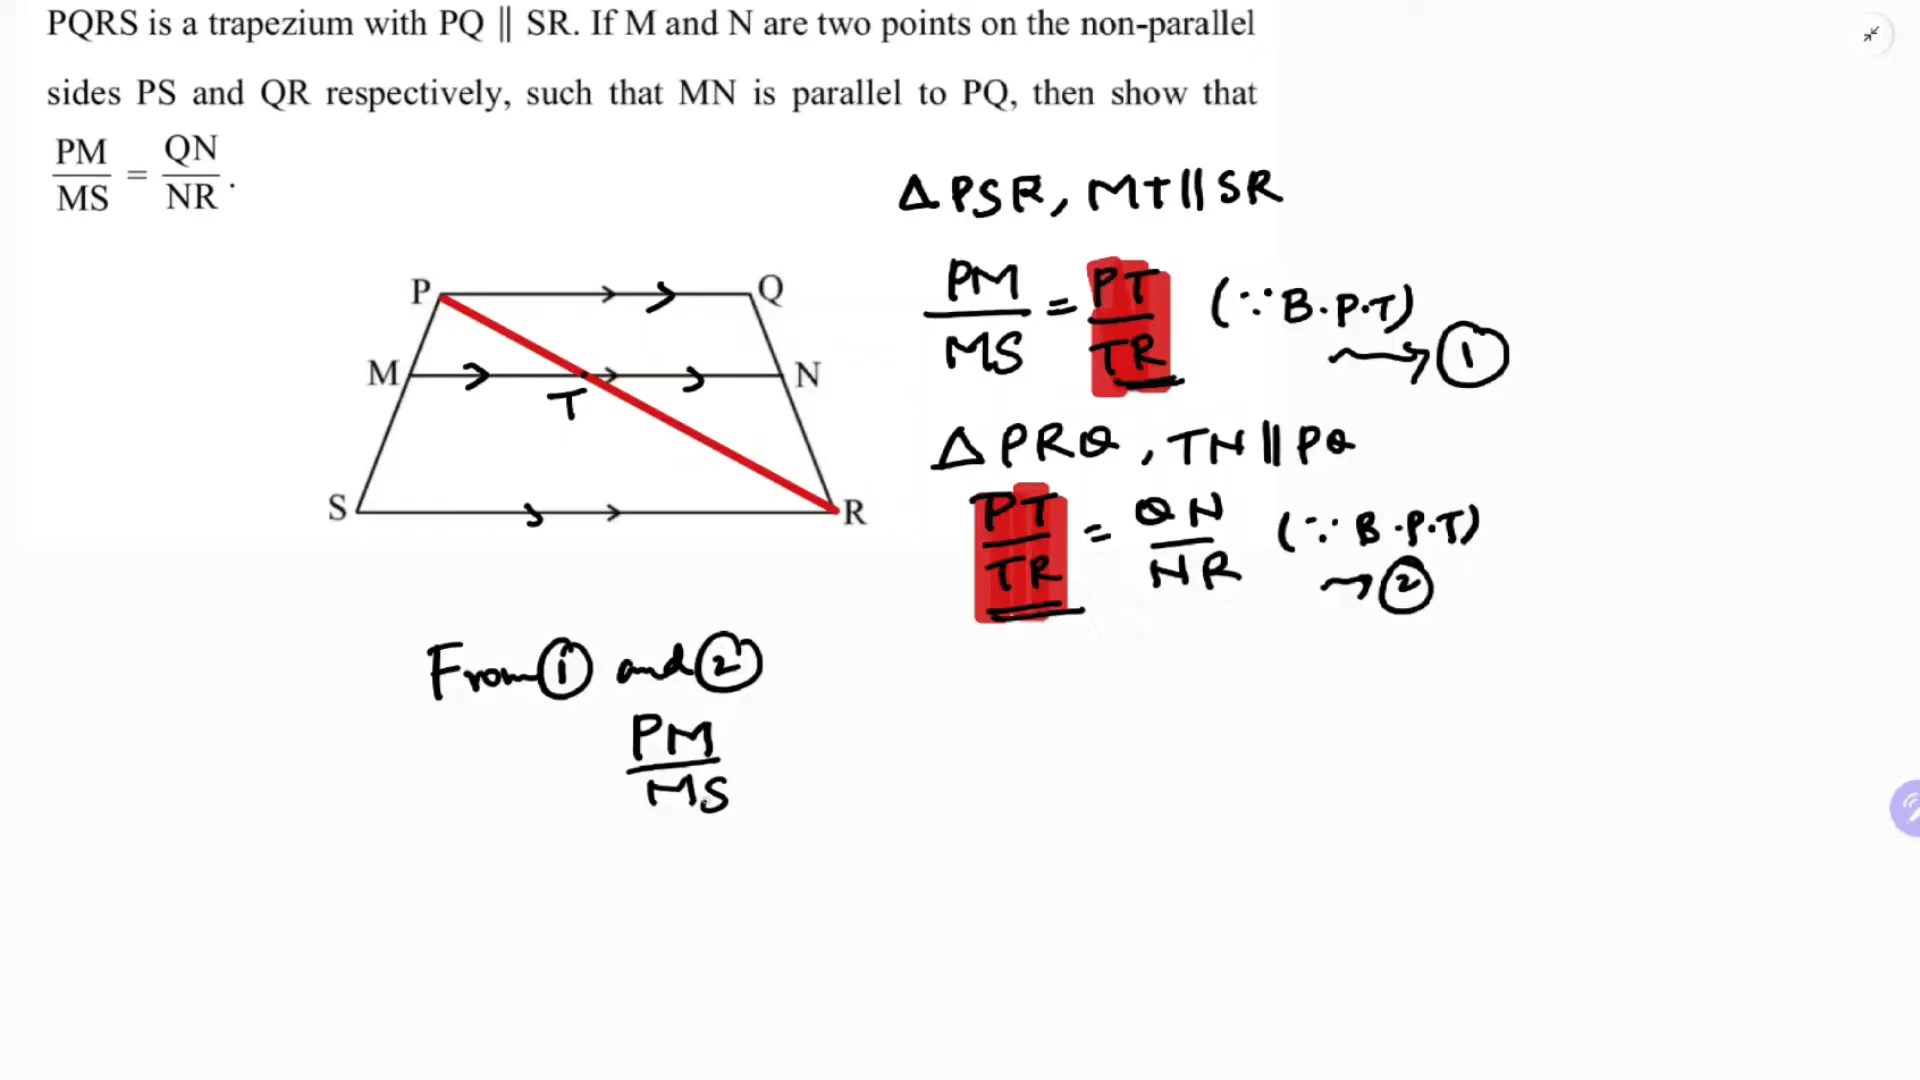 PQRS is a trapezium with PQ || SR. If M and N are two points on the non-parallel
sides PS and QR respectively, such that MN is parallel to PQ, then show that
PM/MS = QN/NR.
Δ PSR, MT || SR
PM/MS = PT/TR (∵ B.P.T)
→ ①
Δ PRQ, TN || PQ
PT/TR = QN/NR (∵ B.P.T)
→ ②
P Q
M N
T
S R
From ① and ②
PM/MS